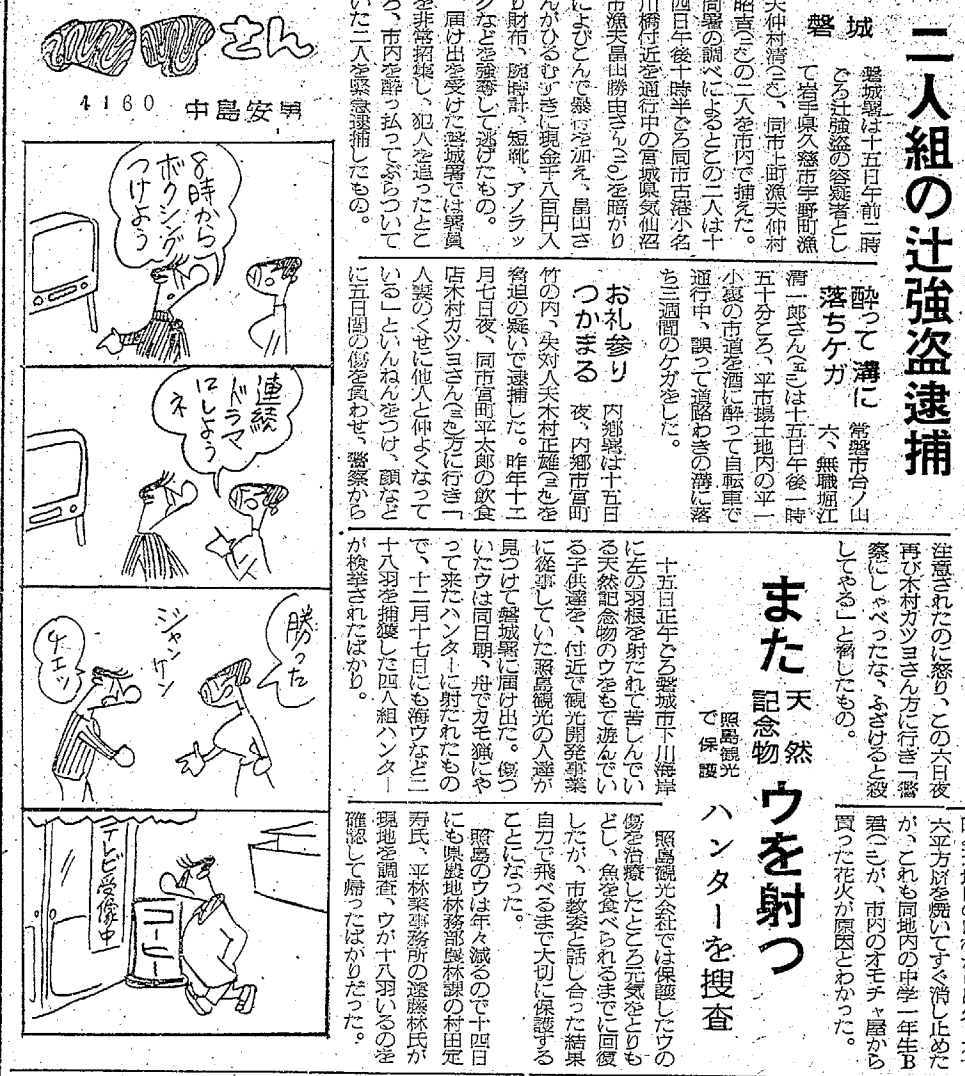 二人組の辻強盗逮捕
磐城
磐城署は十五日午前二時
ごろ辻強盗の容疑者とし
て岩手県久慈市宇野町漁
夫仲村清
同市上町漁夫仲村
昭吉
の二人を市内で捕えた。
同署の調べによるとこの二人は十
四日午後十時半ごろ同市古港小名
川橋付近を通行中の宮城県気仙沼
市漁夫畠山勝由さん
を暗がり
によびこんで暴行を加え、畠山さ
んがひるむすきに現金千八百円入
り財布、腕時計、短靴、アノラッ
クなどを強奪して逃げたもの。
届け出を受けた磐城署では署員
を非常招集し、犯人を追ったとこ
ろ、市内を酔っ払ってぶらついて
いた二人を緊急逮捕したもの。
酔って溝に
落ちケガ
常磐市台ノ山
六、無職堀江
清一郎さん
は十五日午後一時
五十分ごろ、平市揚土地内の平一
小裏の市道を酒に酔って自転車で
通行中、誤って道路わきの溝に落
ち三週間のケガをした。
お礼参り
つかまる
内郷署は十五日
夜、内郷市宮町
竹の内、失対人夫木村正雄
を
脅迫の疑いで逮捕した。昨年十二
月七日夜、同市宮町平太郎の飲食
店木村カツヨさん
方に行き「
人妻のくせに他人と仲よくなって
いる」といんねんをつけ、顔など
に五日間の傷を負わせ、警察から
注意されたのに怒り、この六日夜
再び木村カツヨさん方に行き「警
察にしゃべったな、ふざけると殺
してやる」と脅したもの。
また天然記念物ウを射つ
照島観光で保護
ハンターを捜査
十五日正午ごろ磐城市下川海岸
に左の羽根を射たれて苦しんでい
る天然記念物のウをもて遊んでい
る子供達を、付近で観光開発事業
に従事していた照島観光の人達が
見つけて磐城署に届け出た。傷つ
いたウは同日朝、舟でカモ猟にや
って来たハンターに射たれたもの
で、十二月十七日にも海ウなど二
十八羽を捕獲した四人組ハンター
が検挙されたばかり。
照島観光会社では保護したウの
傷を治療したところ元気をとりも
どし、魚を食べられるまでに回復
したが、市教委と話し合った結果
自力で飛べるまで大切に保護する
ことになった。
照島のウは年々減るので十四日
にも県農地林務部農林課の村田定
寿氏、平林業事務所の遠藤林氏が
現地を調査、ウが十八羽いるのを
確認して帰ったばかりだった。
六平方㍍を焼いてすぐ消し止めた
が、これも同地内の中学一年生B
君
が、市内のオモチャ屋から
買った花火が原因とわかった。
さん
4160 中島安男
8時から
ボクシング
つけよう
連続
ドラマ
にしよう
ネ
勝った
ジャンケン
チエッ
テレビ受像中
コーヒー